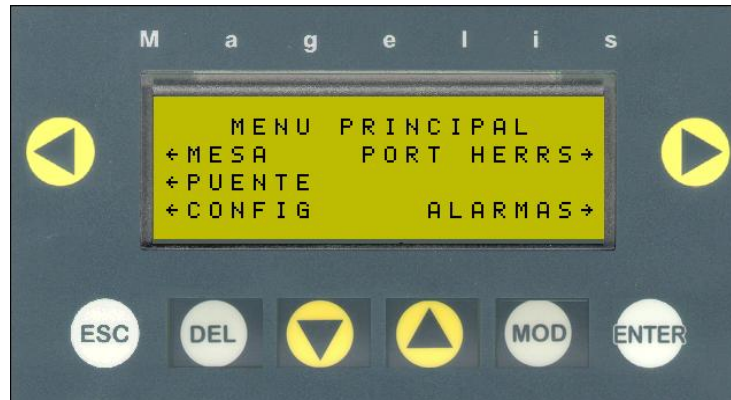 Magelis
MENU PRINCIPAL
←MESA PORT HERRS→
←PUENTE
←CONFIG ALARMAS→
ESC DEL MOD ENTER